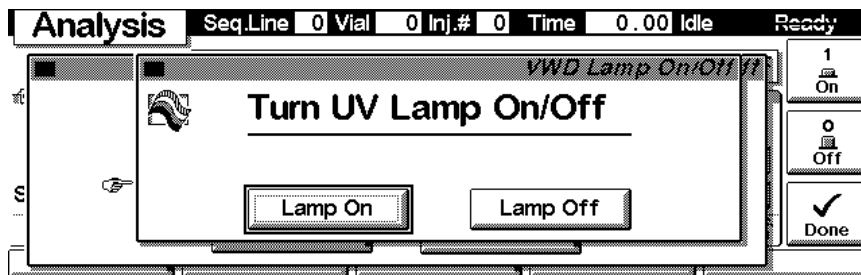 Analysis Seq.Line 0 Vial 0 Inj.# 0 Time 0.00 Idle Ready
VWD Lamp On/Off
Turn UV Lamp On/Off
Lamp On Lamp Off
1
On
0
Off
Done